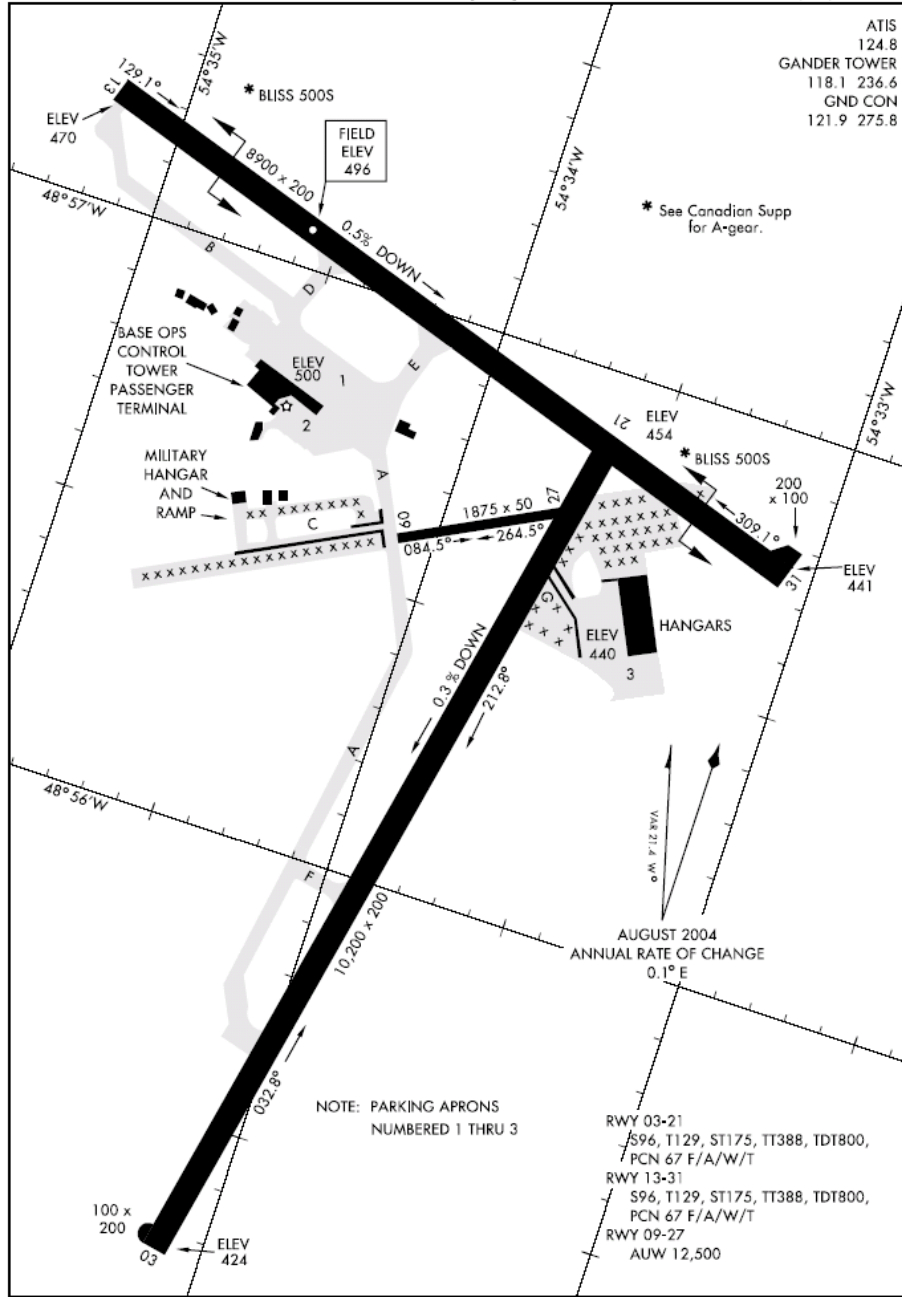 ATIS
124.8
GANDER TOWER
118.1 236.6
GND CON
121.9 275.8
54°35'W
129.1°
13
* BLISS 500S
ELEV
470
FIELD
ELEV
496
8900 x 200
54°34'W
48°57'W
* See Canadian Supp
for A-gear.
0.5% DOWN
B
D
E
BASE OPS
CONTROL
TOWER
PASSENGER
TERMINAL
ELEV
500
1
2
54°33'W
21
ELEV
454
* BLISS 500S
200
x 100
MILITARY
HANGAR
AND
RAMP
A
x x x x x x x x x x
x x x
C
09
1875 x 50
27
084.5°
264.5°
309.1°
31
ELEV
441
G
HANGARS
ELEV
440
3
0.3 % DOWN
212.8°
A
48°56'W
VAR 21.4 W°
F
10,200 x 200
AUGUST 2004
ANNUAL RATE OF CHANGE
0.1° E
032.8°
NOTE: PARKING APRONS
NUMBERED 1 THRU 3
RWY 03-21
S96, T129, ST175, TT388, TDT800,
PCN 67 F/A/W/T
RWY 13-31
S96, T129, ST175, TT388, TDT800,
PCN 67 F/A/W/T
RWY 09-27
AUW 12,500
100 x
200
03
ELEV
424